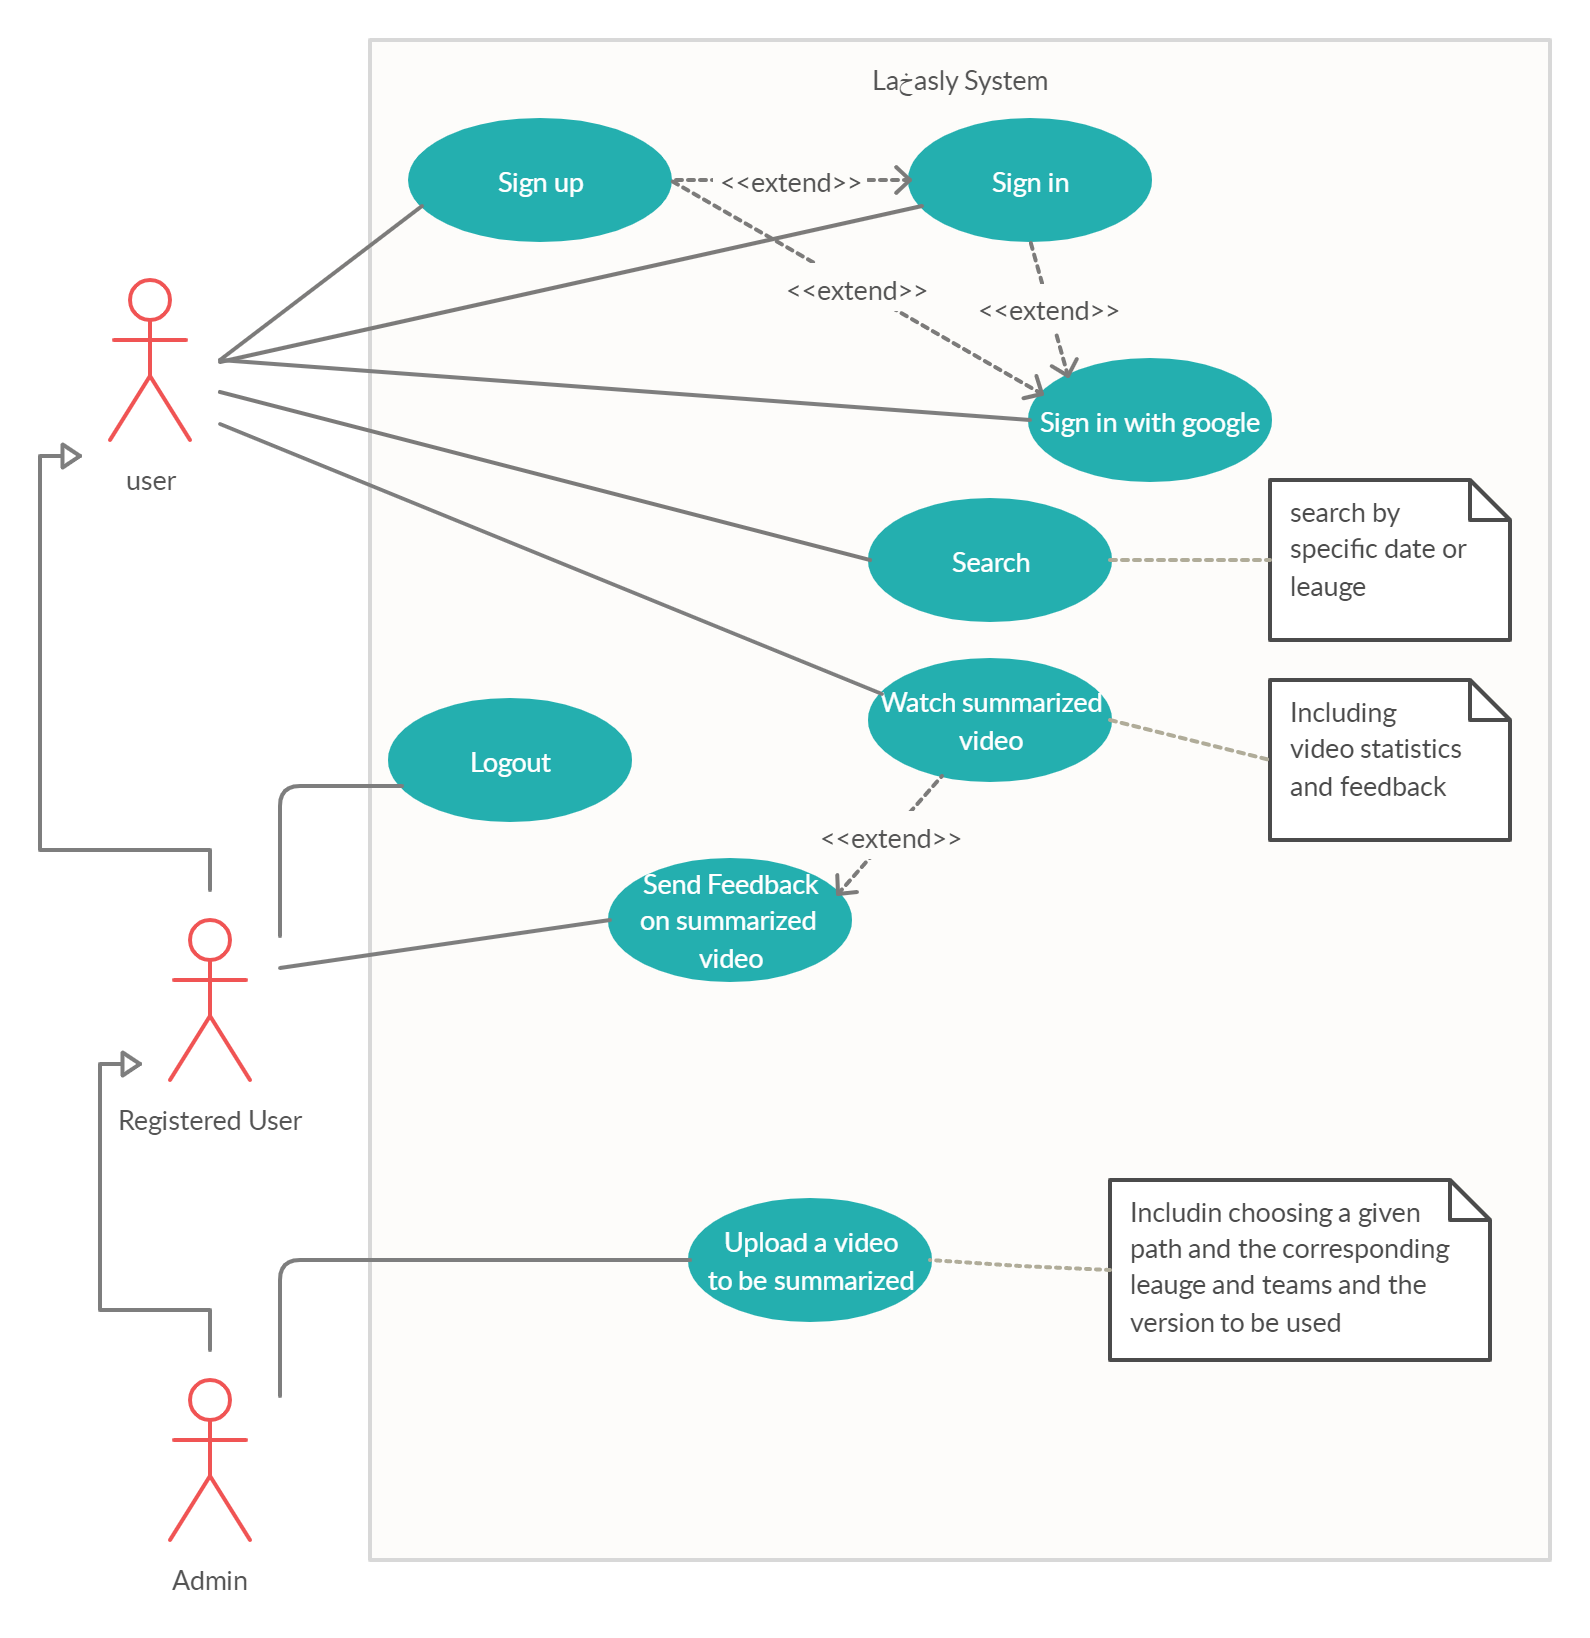 Laخasly System
Sign up
<<extend>>
Sign in
<<extend>>
<<extend>>
Sign in with google
user
Search
search by
specific date or
leauge
Watch summarized
video
Including
video statistics
and feedback
Logout
<<extend>>
Send Feedback
on summarized
video
Registered User
Upload a video
to be summarized
Includin choosing a given
path and the corresponding
leauge and teams and the
version to be used
Admin